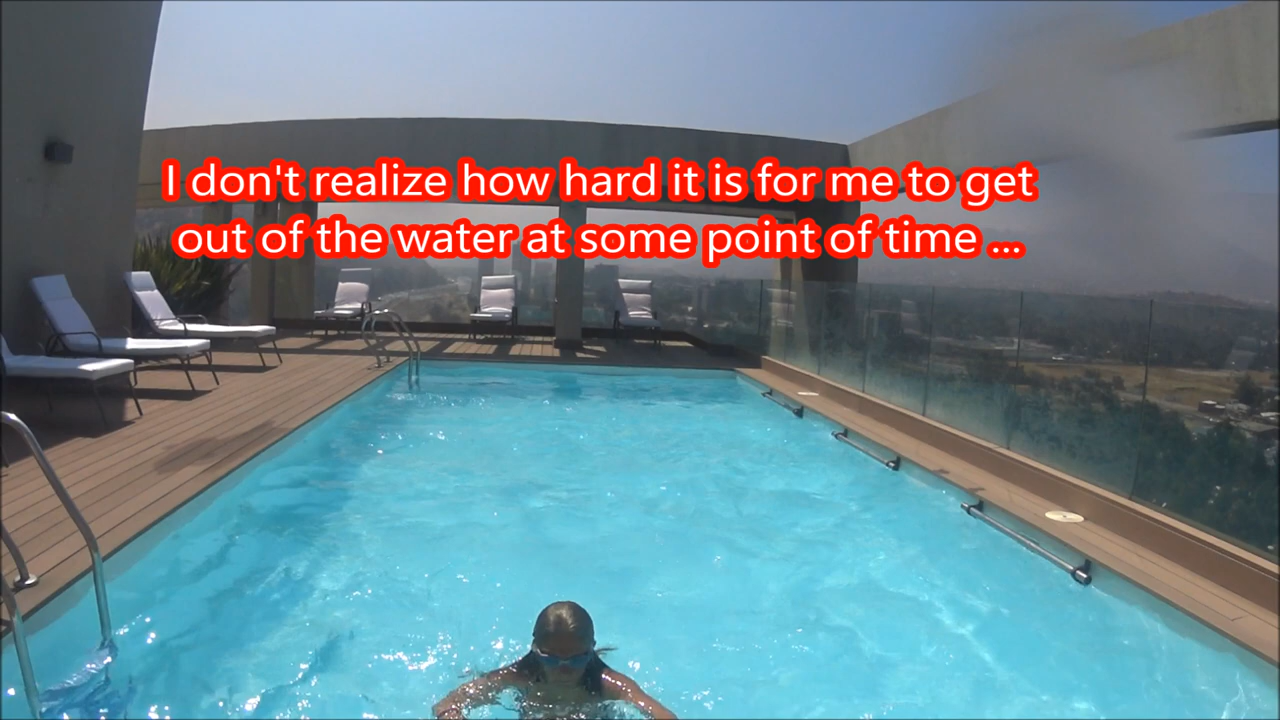 I don't realize how hard it is for me to get
out of the water at some point of time ...